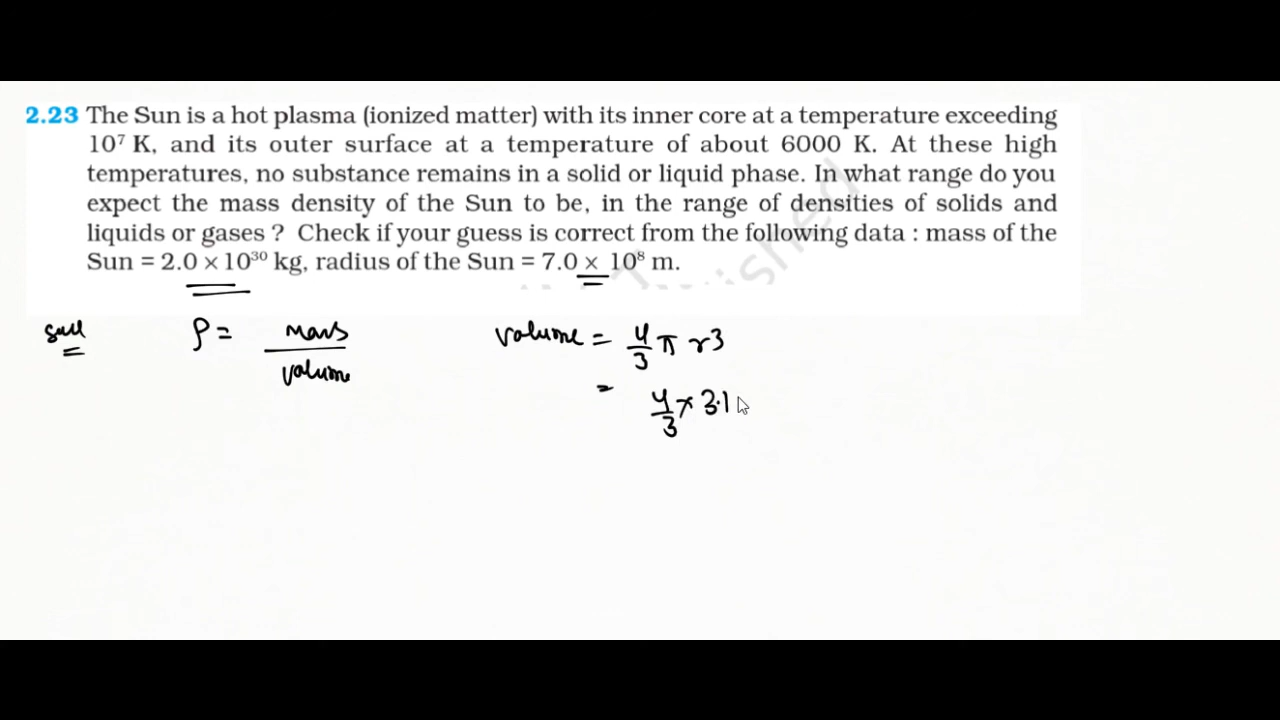 2.23 The Sun is a hot plasma (ionized matter) with its inner core at a temperature exceeding
10⁷ K, and its outer surface at a temperature of about 6000 K. At these high
temperatures, no substance remains in a solid or liquid phase. In what range do you
expect the mass density of the Sun to be, in the range of densities of solids and
liquids or gases ? Check if your guess is correct from the following data : mass of the
Sun = 2.0 × 10³⁰ kg, radius of the Sun = 7.0 × 10⁸ m.
ρ = mass / volume
volume = 4/3 π r3
= 4/3 × 3.1